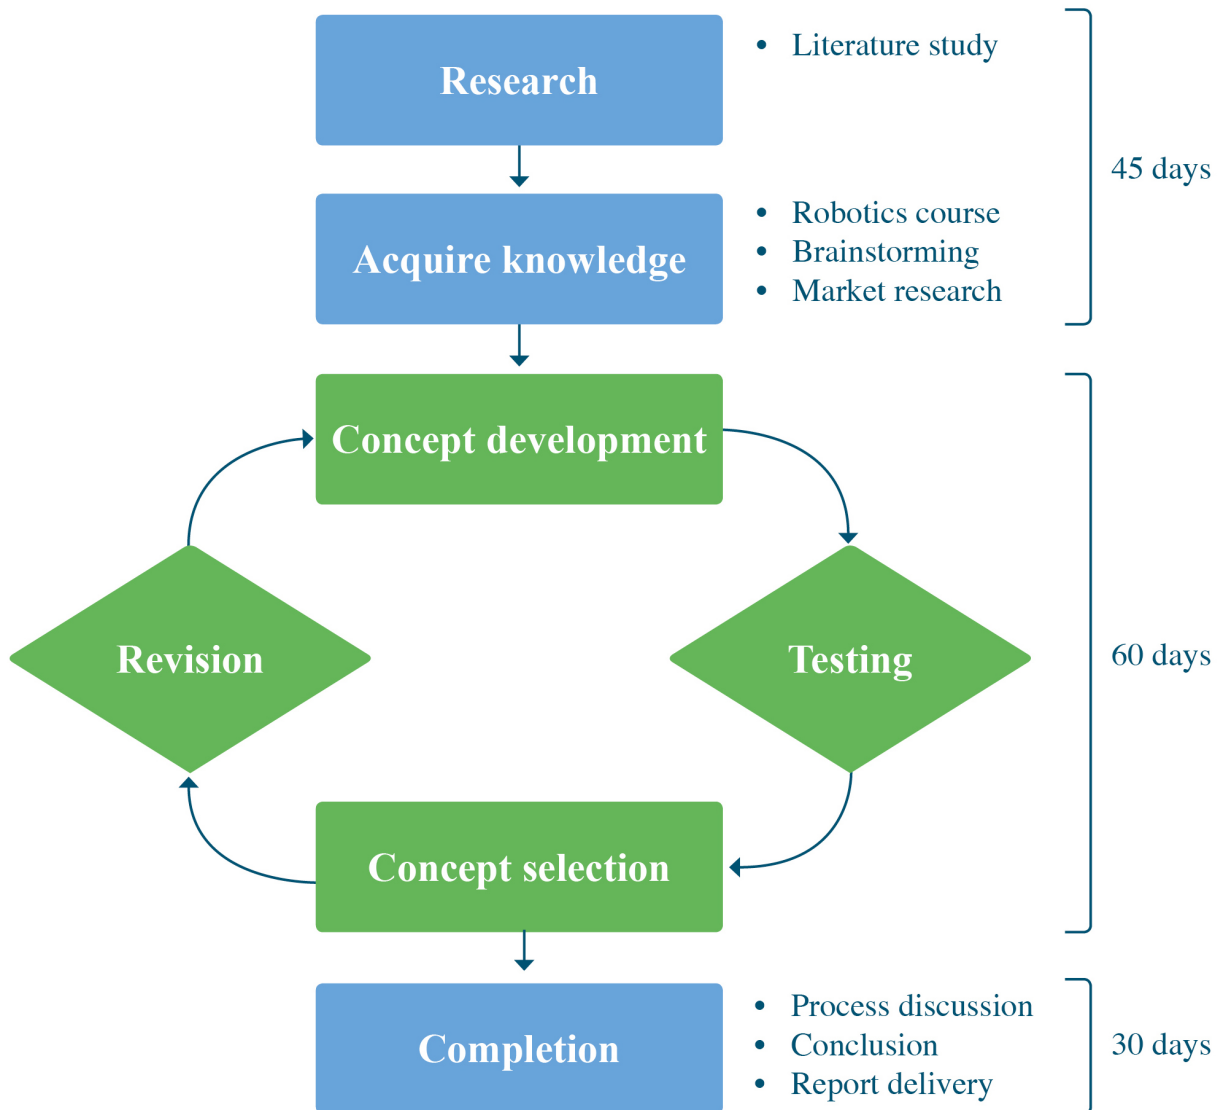 Research
• Literature study
45 days
Acquire knowledge
• Robotics course
• Brainstorming
• Market research
Concept development
Revision
Testing
60 days
Concept selection
Completion
• Process discussion
• Conclusion
• Report delivery
30 days